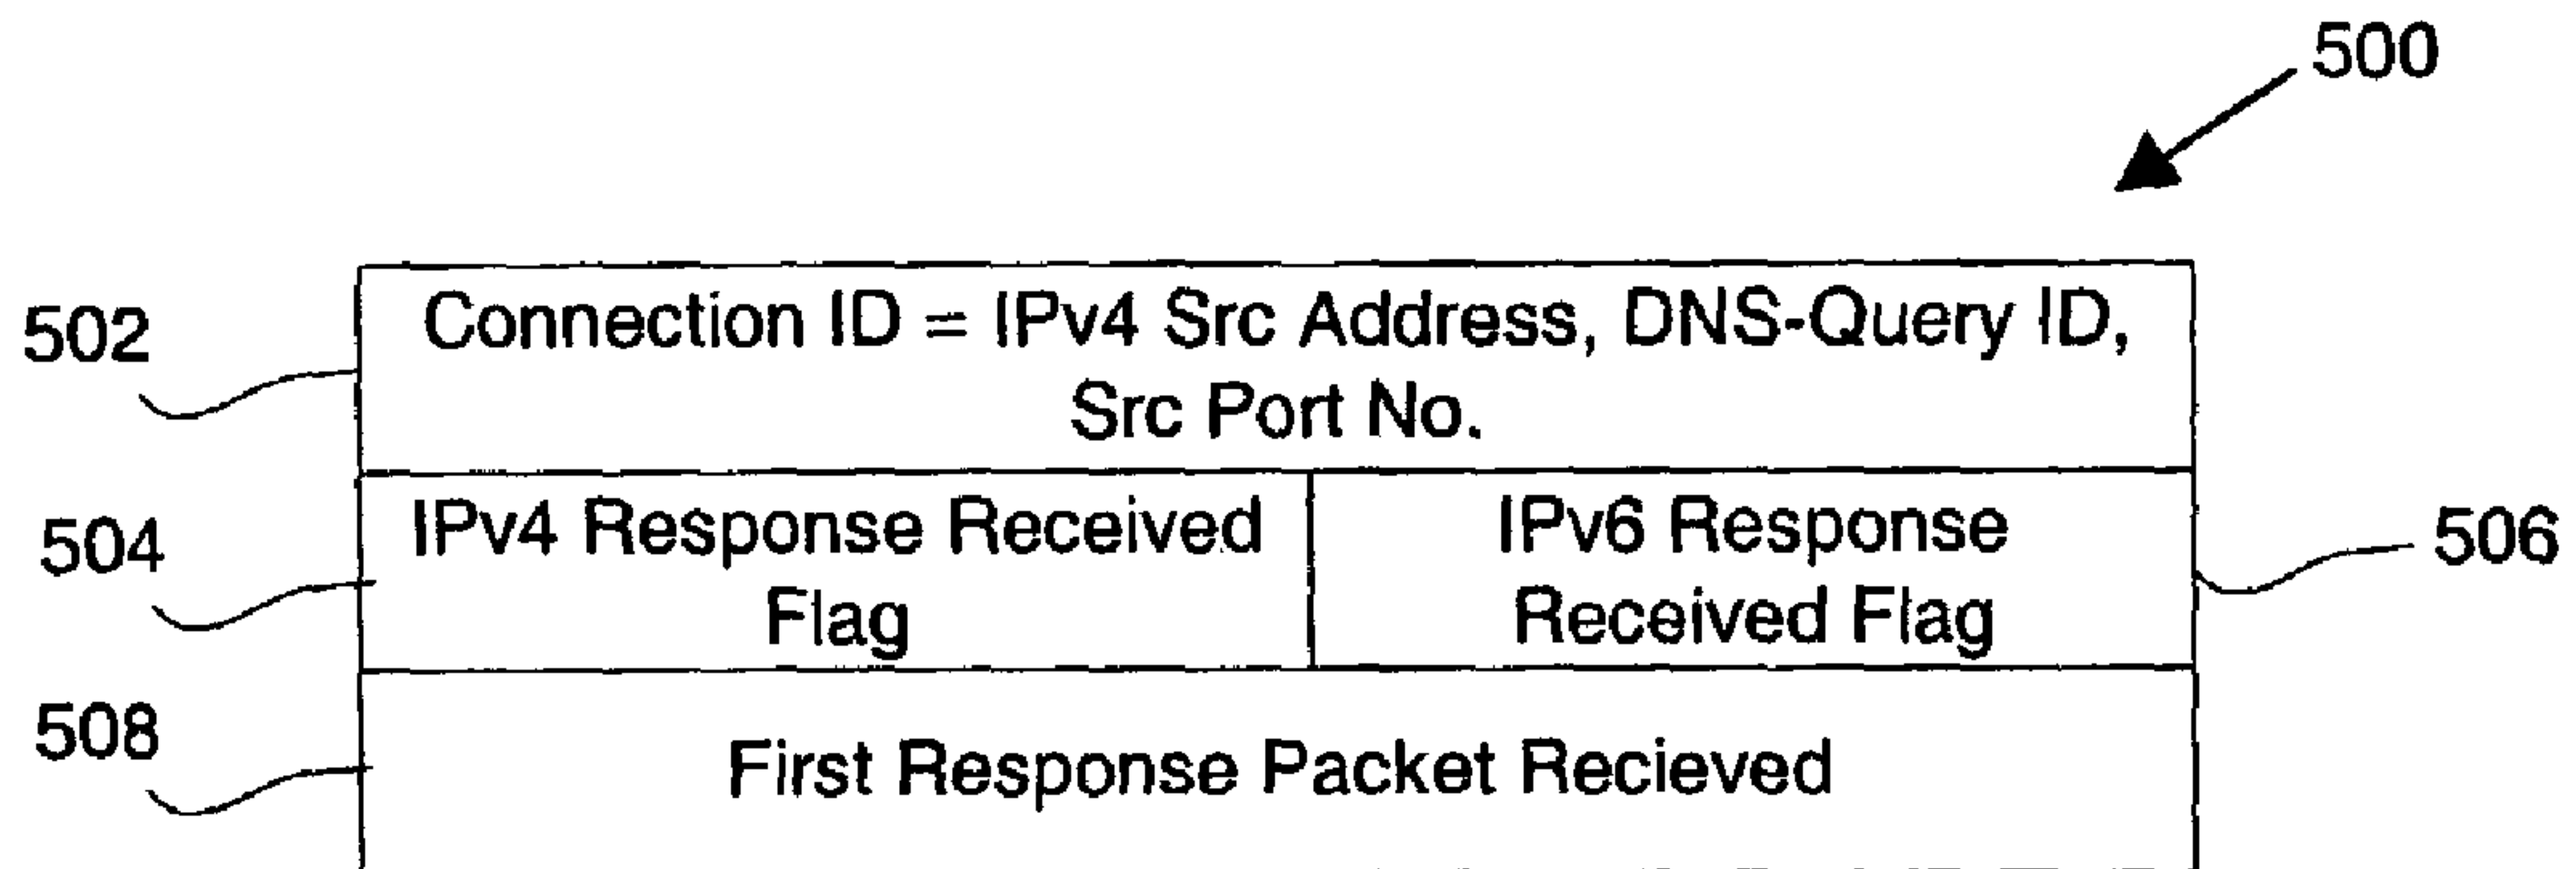 500
502
Connection ID = IPv4 Src Address, DNS-Query ID,
Src Port No.
504
IPv4 Response Received
Flag
IPv6 Response
Received Flag
506
508
First Response Packet Recieved